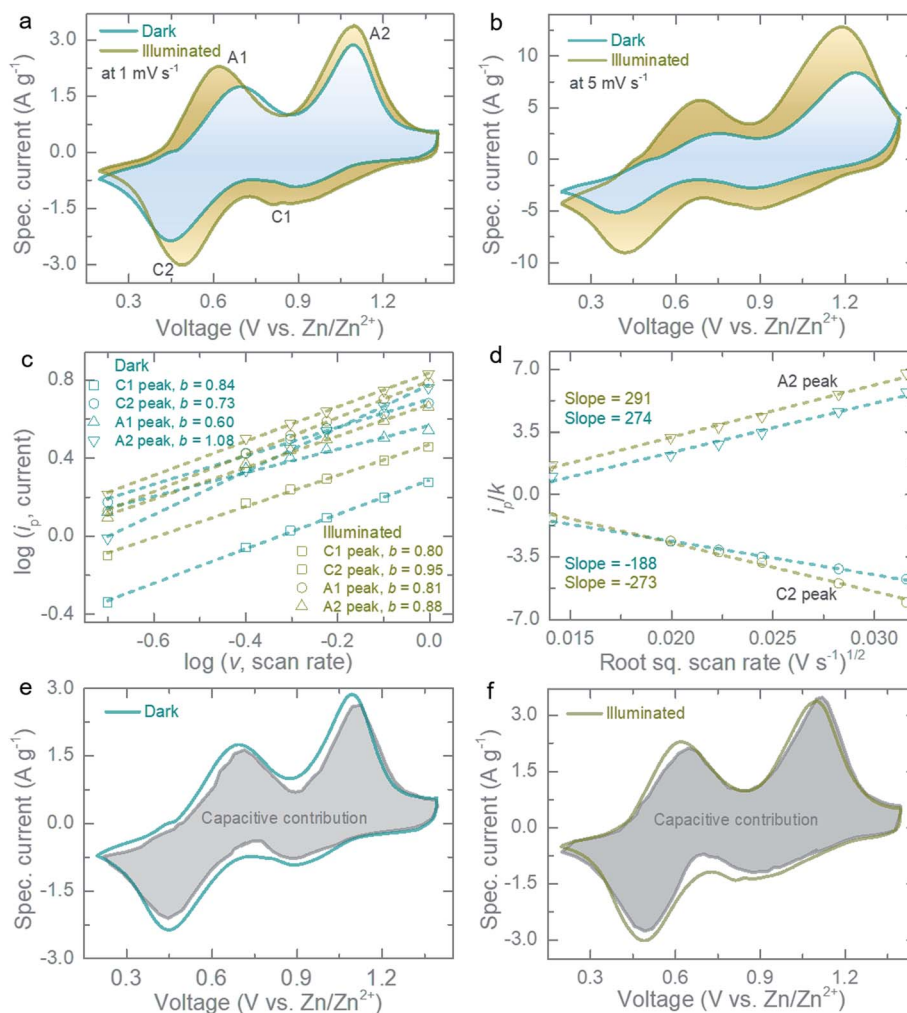 a
Dark
Illuminated
at 1 mV s⁻¹
A1
A2
C1
C2
3.0
1.5
0.0
-1.5
-3.0
Spec. current (A g⁻¹)
0.3 0.6 0.9 1.2
Voltage (V vs. Zn/Zn²⁺)
b
Dark
Illuminated
at 5 mV s⁻¹
10
5
0
-5
-10
Spec. current (A g⁻¹)
0.3 0.6 0.9 1.2
Voltage (V vs. Zn/Zn²⁺)
c
Dark
C1 peak, b = 0.84
C2 peak, b = 0.73
A1 peak, b = 0.60
A2 peak, b = 1.08
Illuminated
C1 peak, b = 0.80
C2 peak, b = 0.95
A1 peak, b = 0.81
A2 peak, b = 0.88
0.8
0.4
0.0
-0.4
log (iₚ, current)
-0.6 -0.4 -0.2 0.0
log (v, scan rate)
d
A2 peak
Slope = 291
Slope = 274
Slope = -188
Slope = -273
C2 peak
7.0
3.5
0.0
-3.5
-7.0
iₚ/k
0.015 0.020 0.025 0.030
Root sq. scan rate (V s⁻¹)¹ᐟ²
e
Dark
Capacitive contribution
3.0
1.5
0.0
-1.5
-3.0
Spec. current (A g⁻¹)
0.3 0.6 0.9 1.2
Voltage (V vs. Zn/Zn²⁺)
f
Illuminated
Capacitive contribution
3.0
1.5
0.0
-1.5
-3.0
Spec. current (A g⁻¹)
0.3 0.6 0.9 1.2
Voltage (V vs. Zn/Zn²⁺)